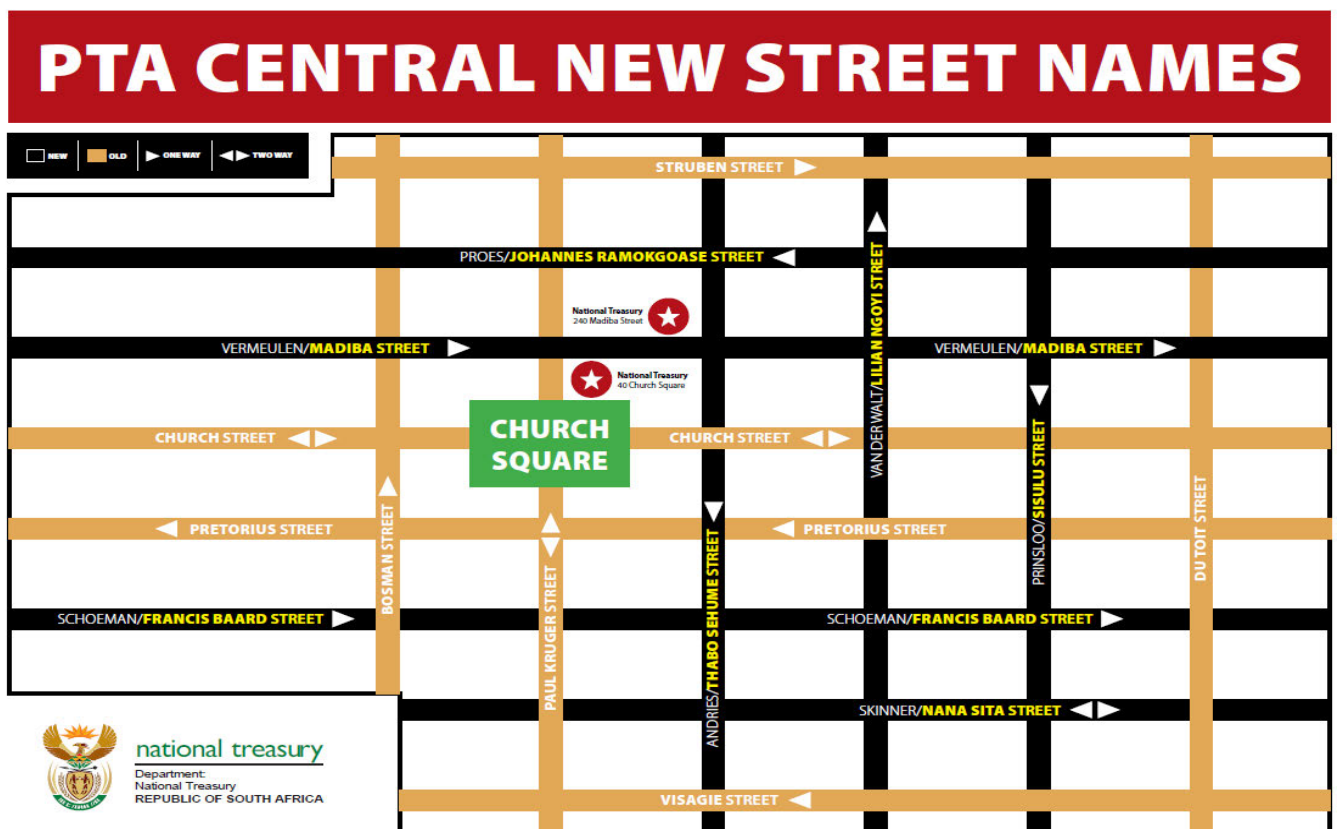 PTA CENTRAL NEW STREET NAMES
NEW
OLD
ONE WAY
TWO WAY
STRUBEN STREET
PROES/JOHANNES RAMOKGOASE STREET
National Treasury
240 Madiba Street
VERMEULEN/MADIBA STREET
VERMEULEN/MADIBA STREET
National Treasury
40 Church Square
CHURCH STREET
CHURCH
SQUARE
CHURCH STREET
VAN DER WALT/LILIAN NGOYI STREET
PRETORIUS STREET
PRETORIUS STREET
BOSMAN STREET
PAUL KRUGER STREET
ANDRIES/THABO SEHUME STREET
PRINSLOO/SISULU STREET
DU TOIT STREET
SCHOEMAN/FRANCIS BAARD STREET
SCHOEMAN/FRANCIS BAARD STREET
SKINNER/NANA SITA STREET
VISAGIE STREET
national treasury
Department:
National Treasury
REPUBLIC OF SOUTH AFRICA